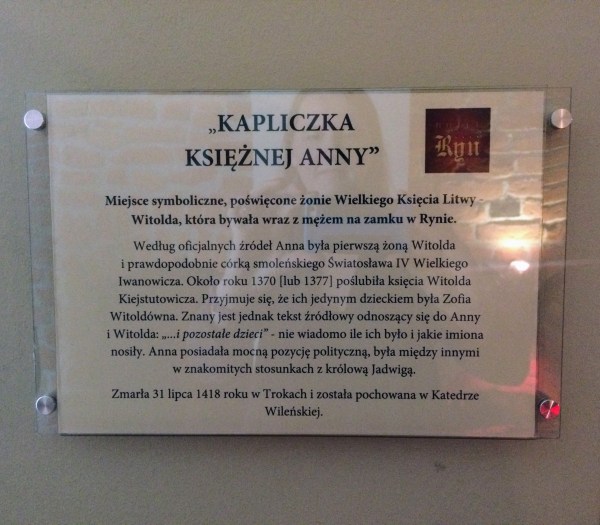 „KAPLICZKA
KSIĘŻNEJ ANNY”
Ryn
Miejsce symboliczne, poświęcone żonie Wielkiego Księcia Litwy -
Witolda, która bywała wraz z mężem na zamku w Rynie.
Według oficjalnych źródeł Anna była pierwszą żoną Witolda
i prawdopodobnie córką smoleńskiego Światosława IV Wielkiego
Iwanowicza. Około roku 1370 [lub 1377] poślubiła księcia Witolda
Kiejstutowicza. Przyjmuje się, że ich jedynym dzieckiem była Zofia
Witoldówna. Znany jest jednak tekst źródłowy odnoszący się do Anny
i Witolda: „...i pozostałe dzieci” - nie wiadomo ile ich było i jakie imiona
nosiły. Anna posiadała mocną pozycję polityczną, była między innymi
w znakomitych stosunkach z królową Jadwigą.
Zmarła 31 lipca 1418 roku w Trokach i została pochowana w Katedrze
Wileńskiej.